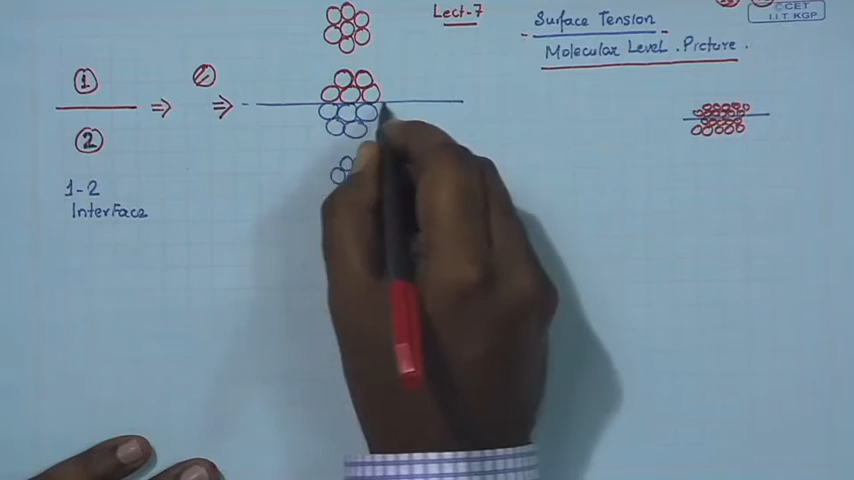 Lect-7
Surface Tension
Molecular Level Picture.
© CET
I.I.T. KGP
1
2
1-2
Interface